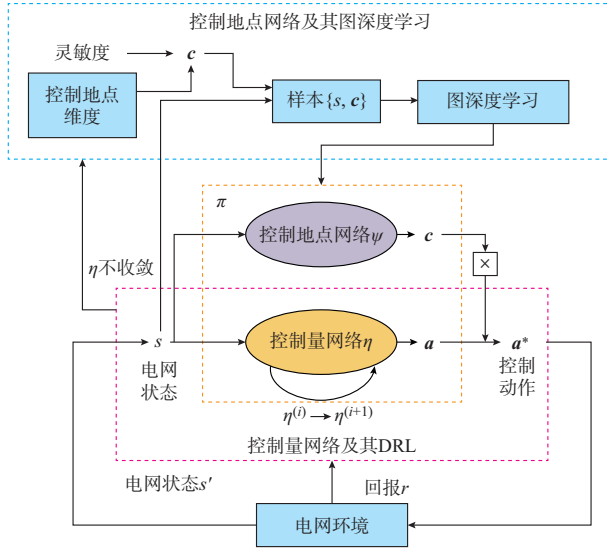 控制地点网络及其图深度学习
灵敏度
c
控制地点
维度
样本{s, c}
图深度学习
π
控制地点网络ψ
c
×
η不收敛
s
电网
状态
控制量网络η
a
a*
控制
动作
η(i) → η(i+1)
控制量网络及其DRL
电网状态s′
回报r
电网环境